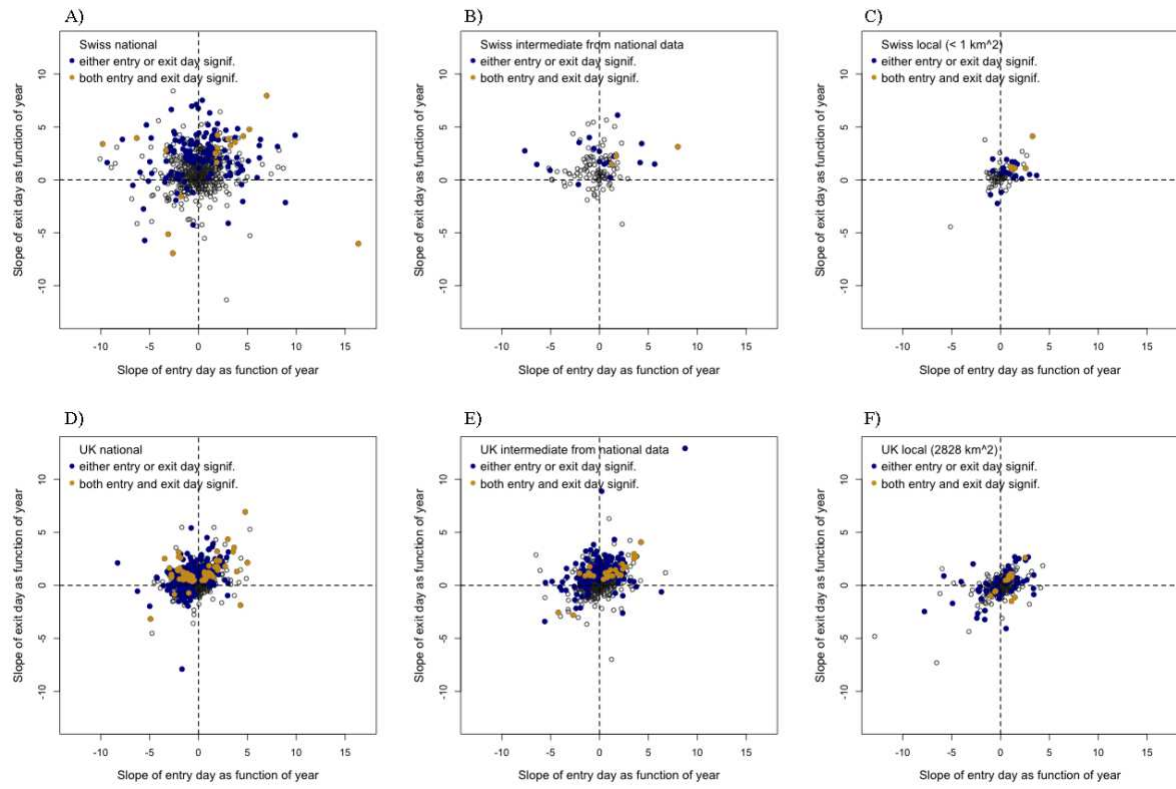 A)
Swiss national
either entry or exit day signif.
both entry and exit day signif.
10
5
0
-5
-10
Slope of exit day as function of year
-10 -5 0 5 10 15
Slope of entry day as function of year
B)
Swiss intermediate from national data
either entry or exit day signif.
both entry and exit day signif.
10
5
0
-5
-10
Slope of exit day as function of year
-10 -5 0 5 10 15
Slope of entry day as function of year
C)
Swiss local (< 1 km^2)
either entry or exit day signif.
both entry and exit day signif.
10
5
0
-5
-10
Slope of exit day as function of year
-10 -5 0 5 10 15
Slope of entry day as function of year
D)
UK national
either entry or exit day signif.
both entry and exit day signif.
10
5
0
-5
-10
Slope of exit day as function of year
-10 -5 0 5 10 15
Slope of entry day as function of year
E)
UK intermediate from national data
either entry or exit day signif.
both entry and exit day signif.
10
5
0
-5
-10
Slope of exit day as function of year
-10 -5 0 5 10 15
Slope of entry day as function of year
F)
UK local (2828 km^2)
either entry or exit day signif.
both entry and exit day signif.
10
5
0
-5
-10
Slope of exit day as function of year
-10 -5 0 5 10 15
Slope of entry day as function of year